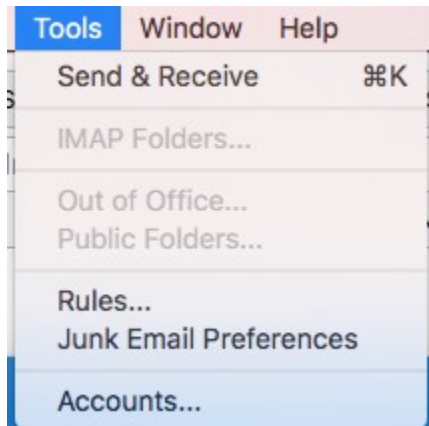 Tools Window Help
Send & Receive ⌘K
IMAP Folders...
Out of Office...
Public Folders...
Rules...
Junk Email Preferences
Accounts...